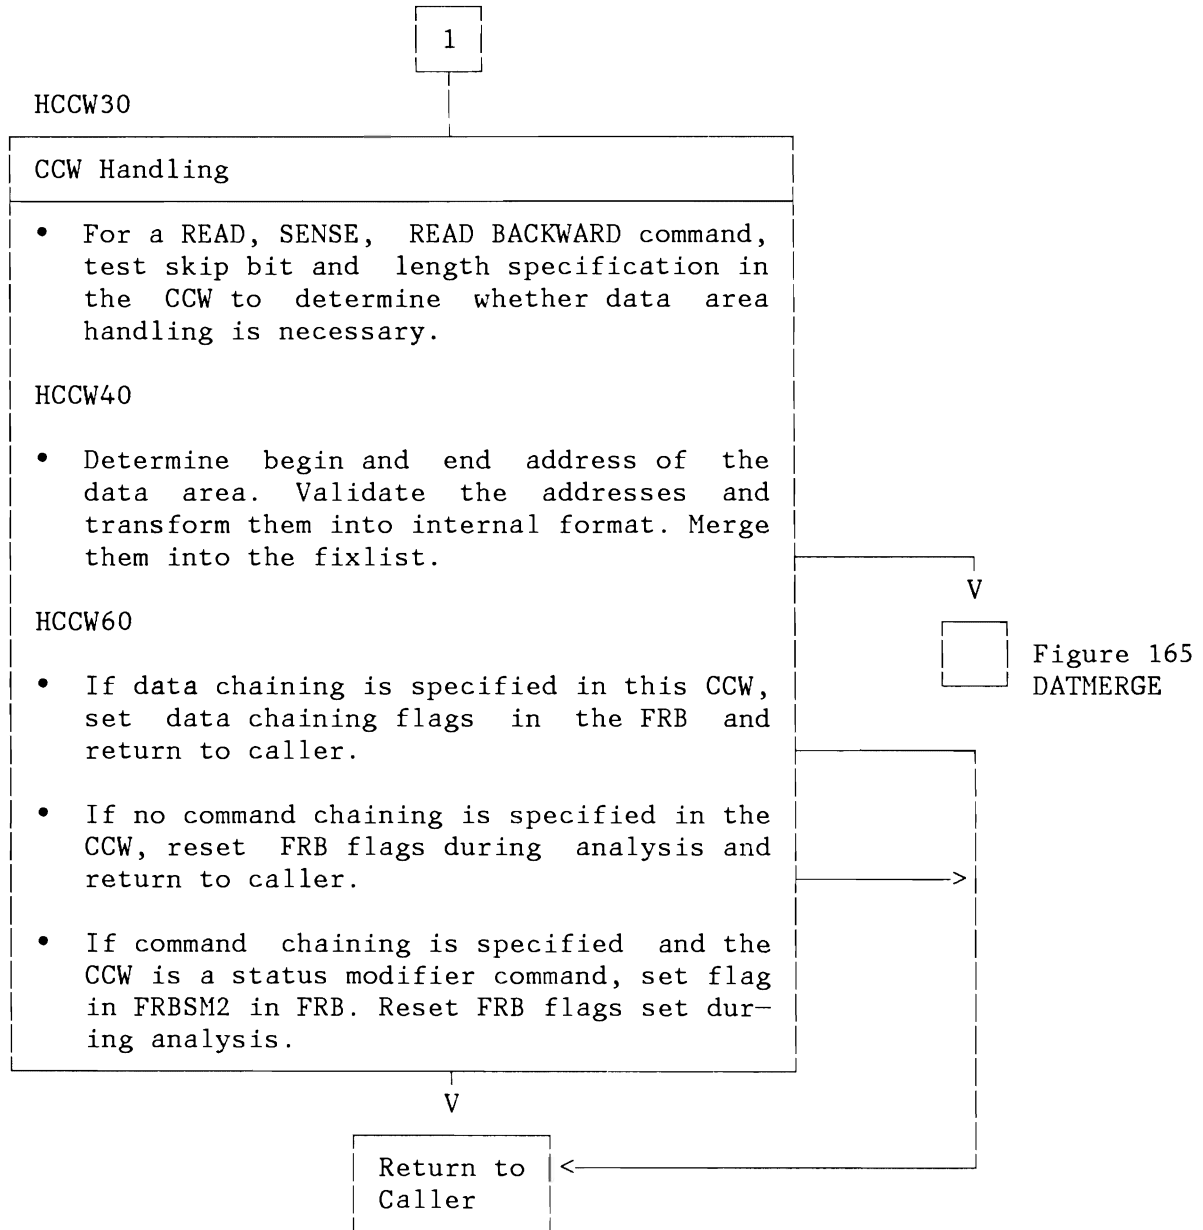 1
HCCW30
CCW Handling
• For a READ, SENSE, READ BACKWARD command,
test skip bit and length specification in
the CCW to determine whether data area
handling is necessary.
HCCW40
• Determine begin and end address of the
data area. Validate the addresses and
transform them into internal format. Merge
them into the fixlist.
V
HCCW60
Figure 165
DATMERGE
• If data chaining is specified in this CCW,
set data chaining flags in the FRB and
return to caller.
• If no command chaining is specified in the
CCW, reset FRB flags during analysis and
return to caller.
>
• If command chaining is specified and the
CCW is a status modifier command, set flag
in FRBSM2 in FRB. Reset FRB flags set dur-
ing analysis.
V
Return to
Caller
<